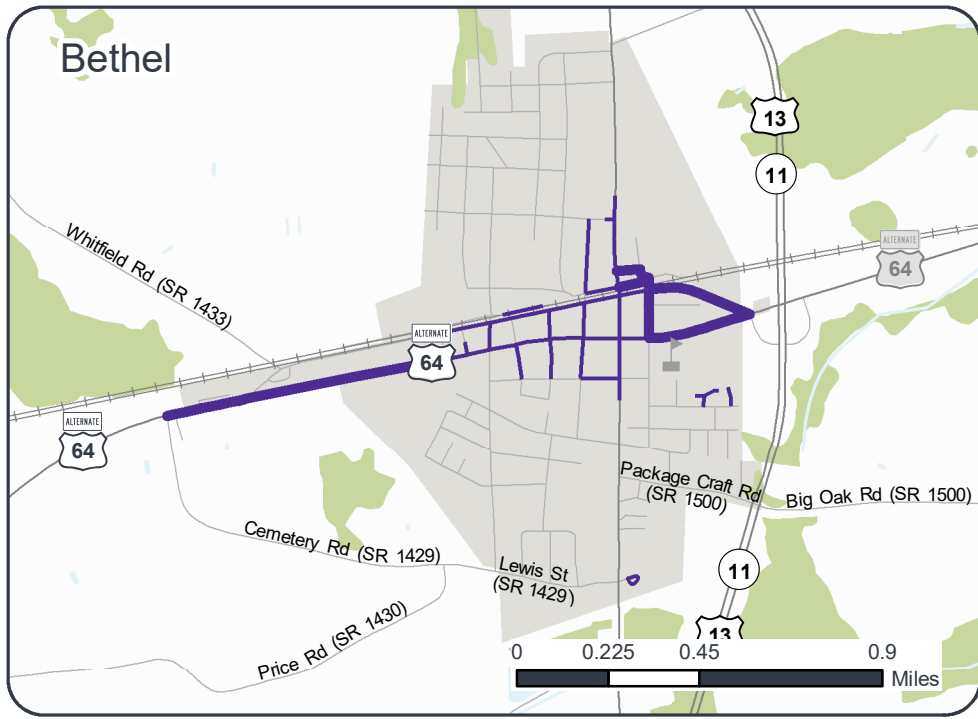 Bethel
13
11
Whitfield Rd (SR 1433)
ALTERNATE
64
ALTERNATE
64
ALTERNATE
64
Package Craft Rd
(SR 1500)
Big Oak Rd (SR 1500)
Cemetery Rd (SR 1429)
Lewis St
(SR 1429)
11
Price Rd (SR 1430)
13
0 0.225 0.45 0.9
Miles